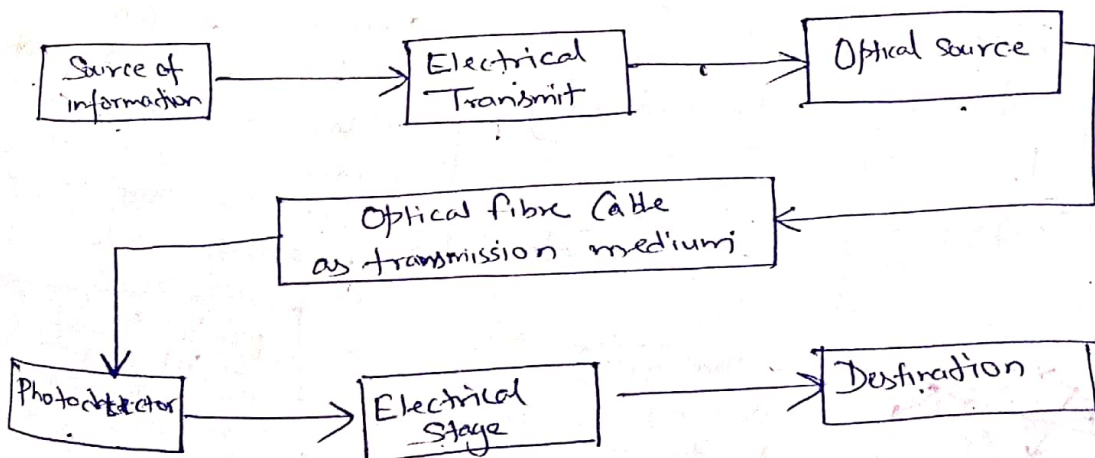 Source of
information
Electrical
Transmit
Optical source
Optical fibre Cable
as transmission medium
Photodetector
Electrical
Stage
Destination